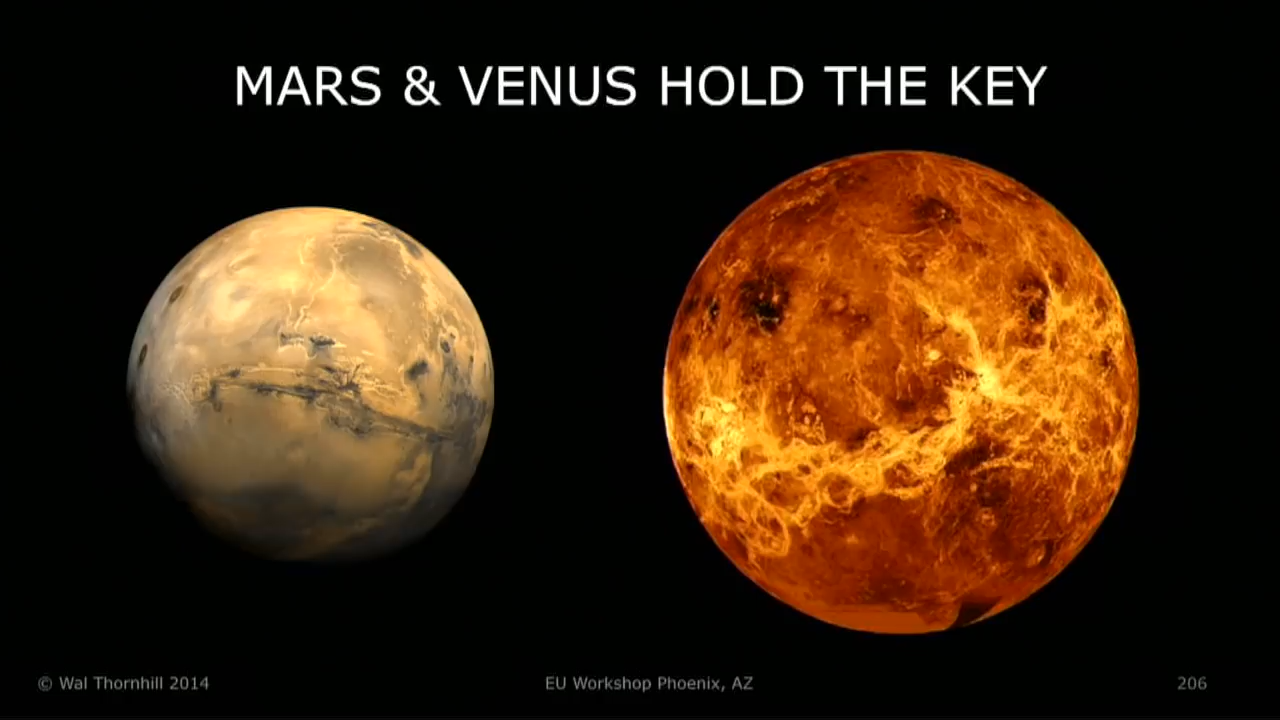 MARS & VENUS HOLD THE KEY
© Wal Thornhill 2014
EU Workshop Phoenix, AZ
206